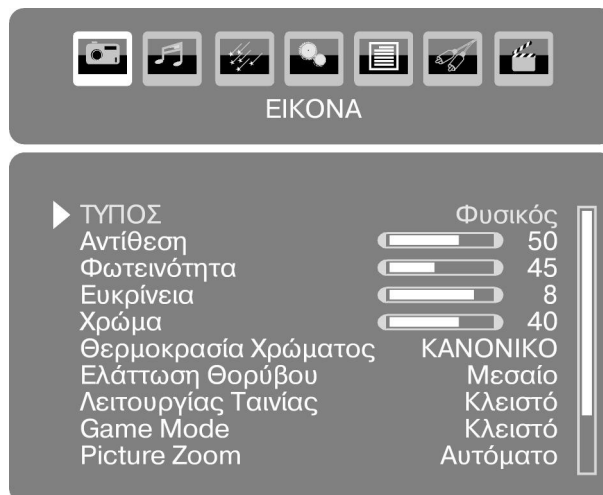 ΕΙΚΟΝΑ
ΤΥΠΟΣ Φυσικός
Αντίθεση 50
Φωτεινότητα 45
Ευκρίνεια 8
Χρώμα 40
Θερμοκρασία Χρώματος ΚΑΝΟΝΙΚΟ
Ελάττωση Θορύβου Μεσαίο
Λειτουργίας Ταινίας Κλειστό
Game Mode Κλειστό
Picture Zoom Αυτόματο